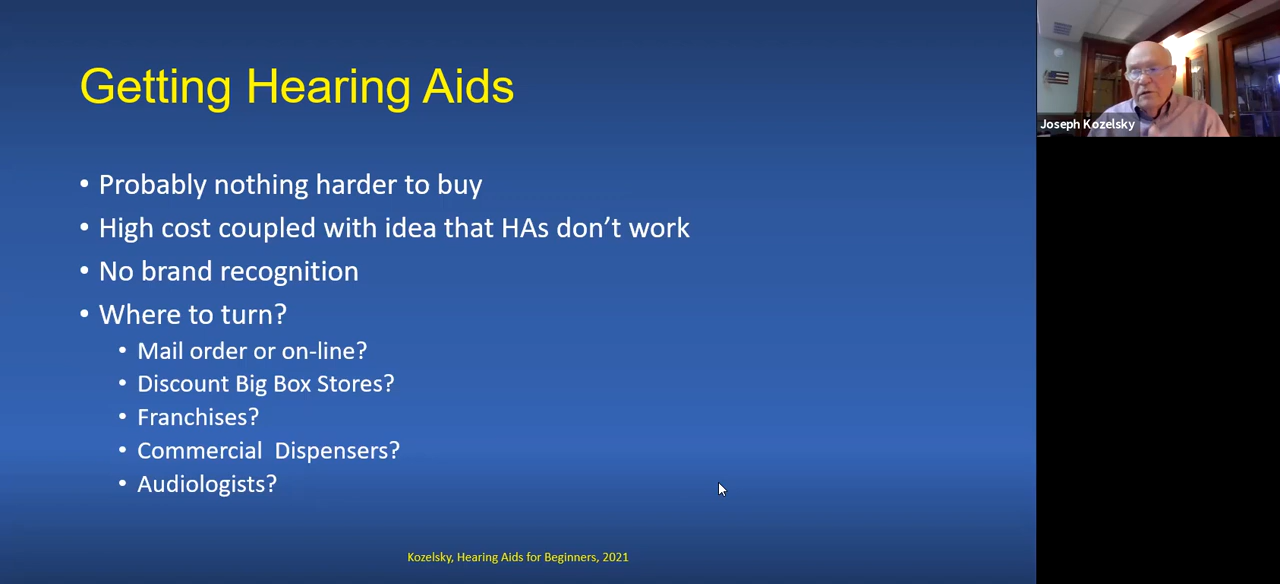 Getting Hearing Aids
• Probably nothing harder to buy
• High cost coupled with idea that HAs don’t work
• No brand recognition
• Where to turn?
• Mail order or on-line?
• Discount Big Box Stores?
• Franchises?
• Commercial  Dispensers?
• Audiologists?
Kozelsky, Hearing Aids for Beginners, 2021
Joseph Kozelsky